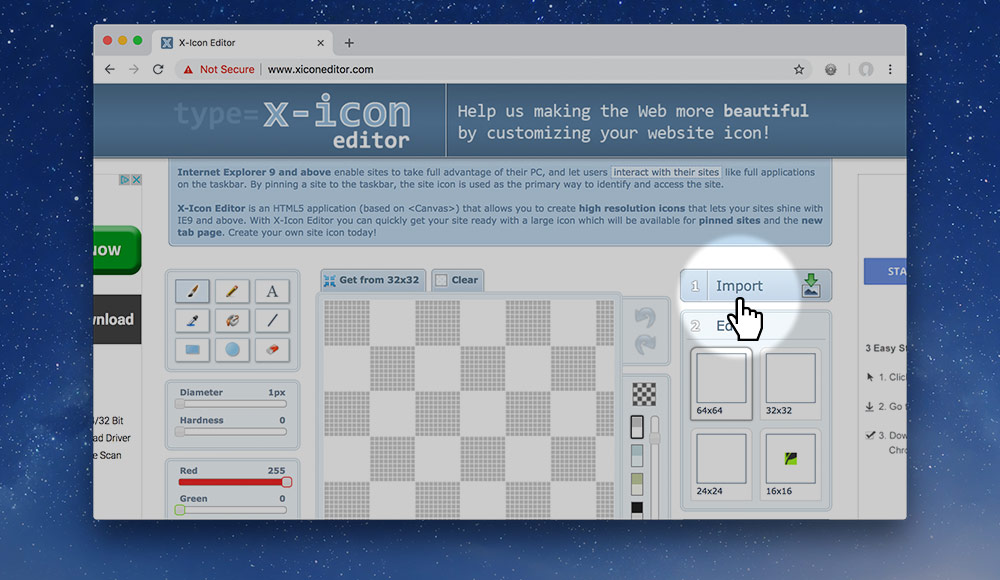 X-Icon Editor
Not Secure
www.xiconeditor.com
type=x-icon
editor
Help us making the Web more beautiful
by customizing your website icon!
Internet Explorer 9 and above enable sites to take full advantage of their PC, and let users interact with their sites like full applications
on the taskbar. By pinning a site to the taskbar, the site icon is used as the primary way to identify and access the site.
X-Icon Editor is an HTML5 application (based on <Canvas>) that allows you to create high resolution icons that lets your sites shine with
IE9 and above. With X-Icon Editor you can quickly get your site ready with a large icon which will be available for pinned sites and the new
tab page. Create your own site icon today!
NOW
nload
/32 Bit
ad Driver
e Scan
A
Diameter 1px
Hardness 0
Red 255
Green 0
Get from 32x32
Clear
1 Import
2 Ed
64x64
32x32
24x24
16x16
STA
3 Easy St
1. Click
2. Go t
3. Dow
Chro